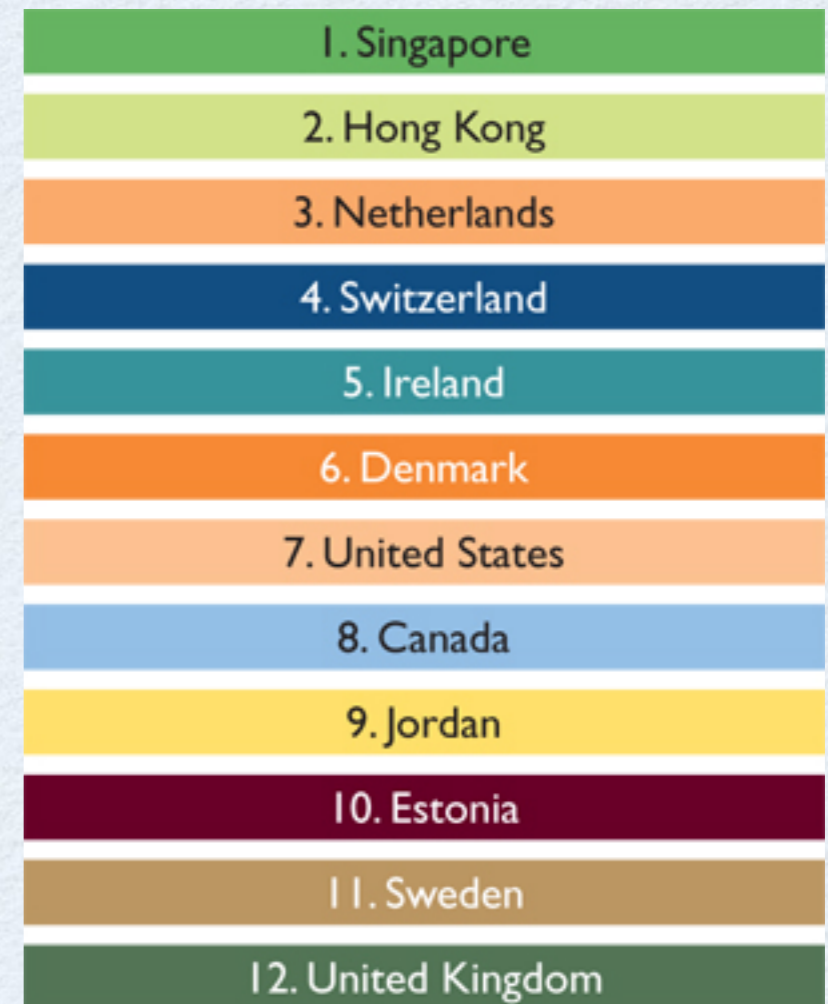 1. Singapore
2. Hong Kong
3. Netherlands
4. Switzerland
5. Ireland
6. Denmark
7. United States
8. Canada
9. Jordan
10. Estonia
11. Sweden
12. United Kingdom